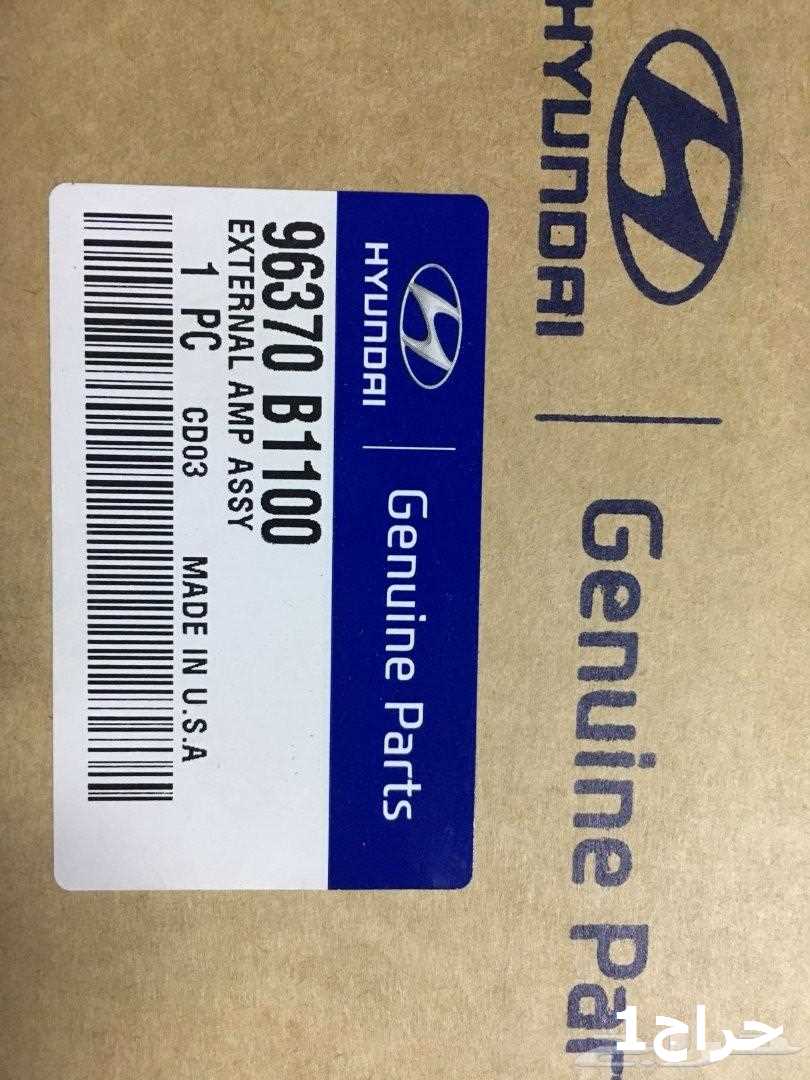 HYUNDAI | Genuine Par
HYUNDAI | Genuine Parts
96370 B1100
EXTERNAL AMP ASSY
1 PC CD03 MADE IN U.S.A
حراج1